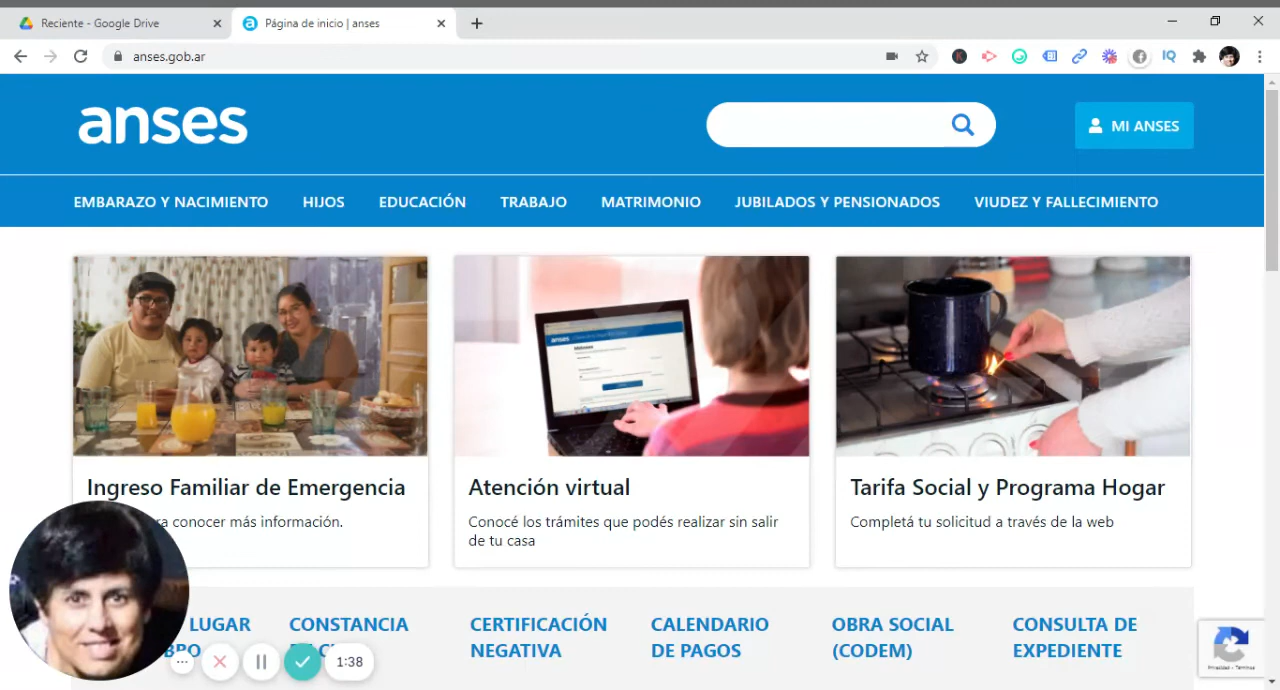 Reciente - Google Drive
Página de inicio | anses
anses.gob.ar
anses
MI ANSES
EMBARAZO Y NACIMIENTO
HIJOS
EDUCACIÓN
TRABAJO
MATRIMONIO
JUBILADOS Y PENSIONADOS
VIUDEZ Y FALLECIMIENTO
anses
Ingreso Familiar de Emergencia
conocer más información.
Atención virtual
Conocé los trámites que podés realizar sin salir
de tu casa
Tarifa Social y Programa Hogar
Completá tu solicitud a través de la web
LUGAR
CONSTANCIA
CERTIFICACIÓN
NEGATIVA
CALENDARIO
DE PAGOS
OBRA SOCIAL
(CODEM)
CONSULTA DE
EXPEDIENTE
1:38
Privacidad - Términos